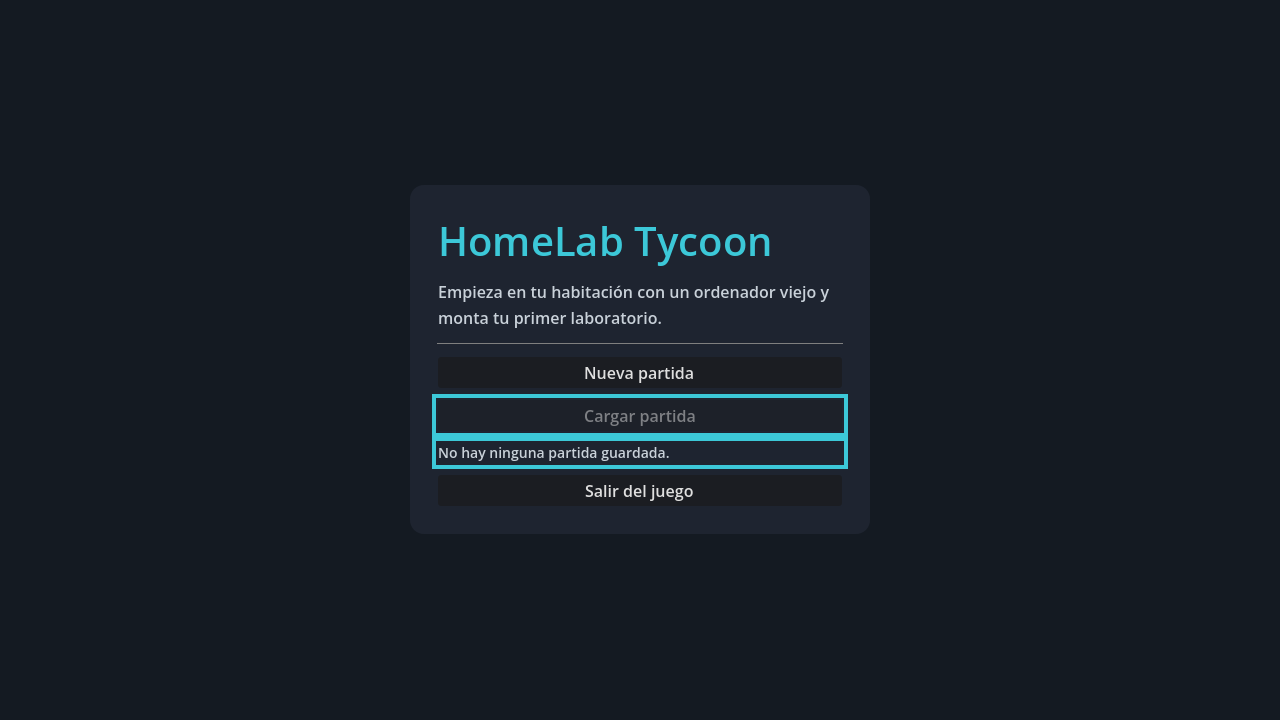 HomeLab Tycoon
Empieza en tu habitación con un ordenador viejo y
monta tu primer laboratorio.
Nueva partida
Cargar partida
No hay ninguna partida guardada.
Salir del juego